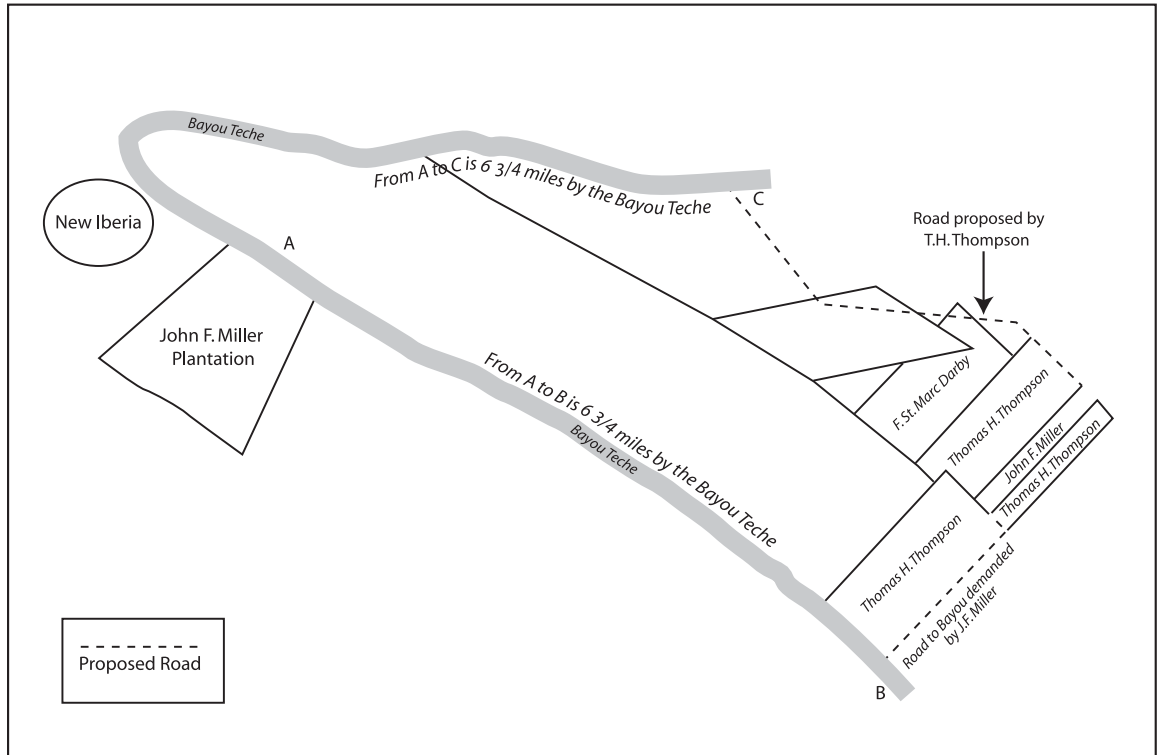 Bayou Teche
From A to C is 6 3/4 miles by the Bayou Teche
C
New Iberia
A
Road proposed by
T.H. Thompson
John F. Miller
Plantation
From A to B is 6 3/4 miles by the Bayou Teche
Bayou Teche
F. St. Marc Darby
Thomas H. Thompson
John F. Miller
Thomas H. Thompson
Thomas H. Thompson
Road to Bayou demanded
by J.F. Miller
B
Proposed Road